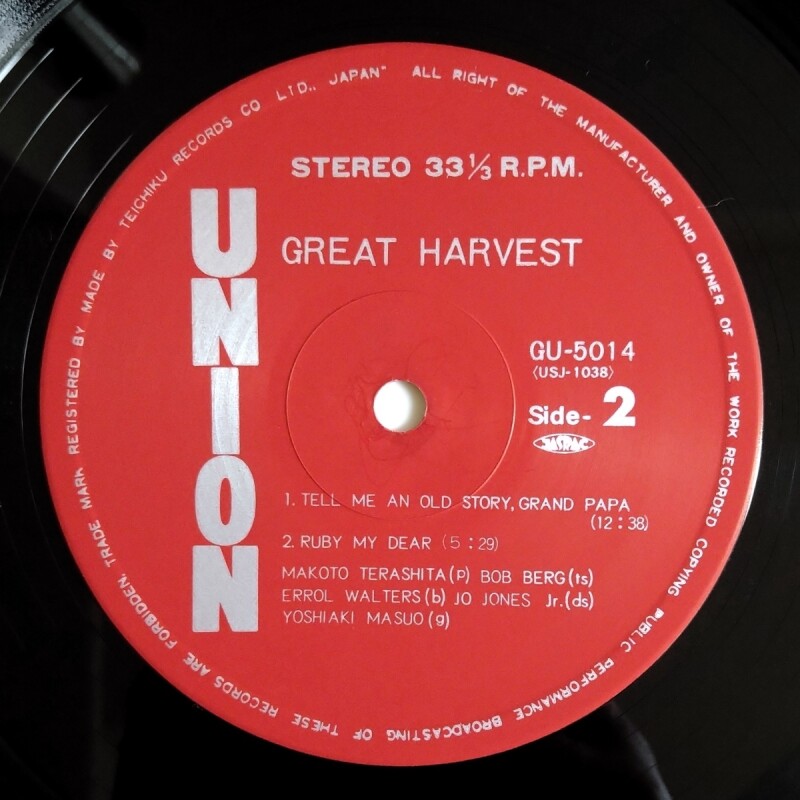 STEREO 33 1/3 R.P.M.
UNION
GREAT HARVEST
GU-5014
〈USJ-1038〉
Side-2
JASRAC
1. TELL ME AN OLD STORY, GRAND PAPA
(12:38)
2. RUBY MY DEAR (5:29)
MAKOTO TERASHITA(p) BOB BERG(ts)
ERROL WALTERS(b) JO JONES Jr.(ds)
YOSHIAKI MASUO(g)
TRADE MARK REGISTERED BY MADE BY TEICHIKU RECORDS CO LTD., JAPAN" ALL RIGHT OF THE MANUFACTURER AND OWNER OF THE WORK RECORDED COPYING PUBLIC PERFORMANCE BROADCASTING OF THESE RECORDS ARE FORBIDDEN.